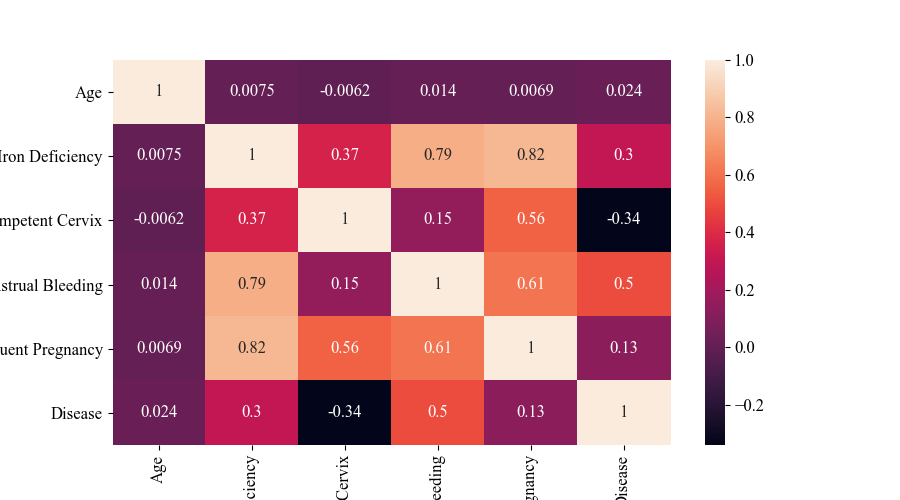 Age 1 0.0075 -0.0062 0.014 0.0069 0.024 1.0
0.8
Iron Deficiency 0.0075 1 0.37 0.79 0.82 0.3
0.6
mpetent Cervix -0.0062 0.37 1 0.15 0.56 -0.34
0.4
strual Bleeding 0.014 0.79 0.15 1 0.61 0.5
0.2
uent Pregnancy 0.0069 0.82 0.56 0.61 1 0.13
0.0
Disease 0.024 0.3 -0.34 0.5 0.13 1
−0.2
Age
ciency
Cervix
eeding
gnancy
Disease